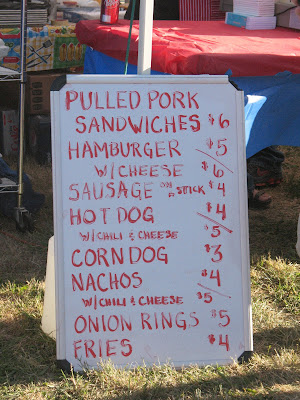 PULLED PORK
SANDWICHES $6
HAMBURGER $5
W/CHEESE $6
SAUSAGE ON A STICK $4
HOT DOG $4
W/CHILI & CHEESE $5
CORN DOG $3
NACHOS $4
W/CHILI & CHEESE $5
ONION RINGS $5
FRIES $4